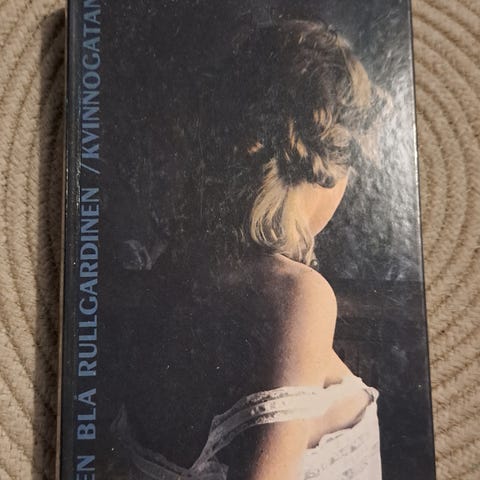 EN BLÅ RULLGARDINEN / KVINNOGATAN